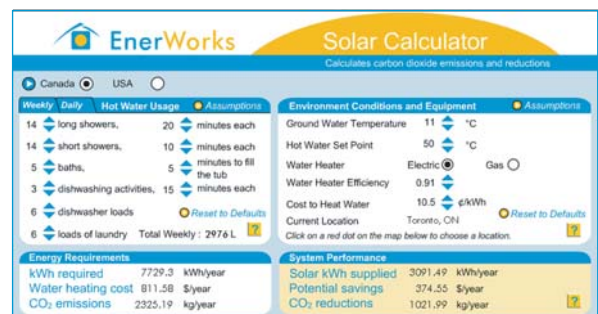 EnerWorks
Solar Calculator
Calculates carbon dioxide emissions and reductions
Canada USA
Weekly Daily Hot Water Usage Assumptions
14 long showers, 20 minutes each
14 short showers, 10 minutes each
5 baths, 5 minutes to fill the tub
3 dishwashing activities, 15 minutes each
6 dishwasher loads Reset to Defaults
6 loads of laundry Total Weekly : 2976 L ?
Environment Conditions and Equipment Assumptions
Ground Water Temperature 11 °C
Hot Water Set Point 50 °C
Water Heater Electric Gas
Water Heater Efficiency 0.91
Cost to Heat Water 10.5 ¢/kWh
Current Location Toronto, ON Reset to Defaults
Click on a red dot on the map below to choose a location. ?
Energy Requirements
kWh required 7729.3 kWh/year
Water heating cost 811.58 $/year
CO₂ emissions 2325.19 kg/year
System Performance
Solar kWh supplied 3091.49 kWh/year
Potential savings 374.55 $/year
CO₂ reductions 1021.99 kg/year ?